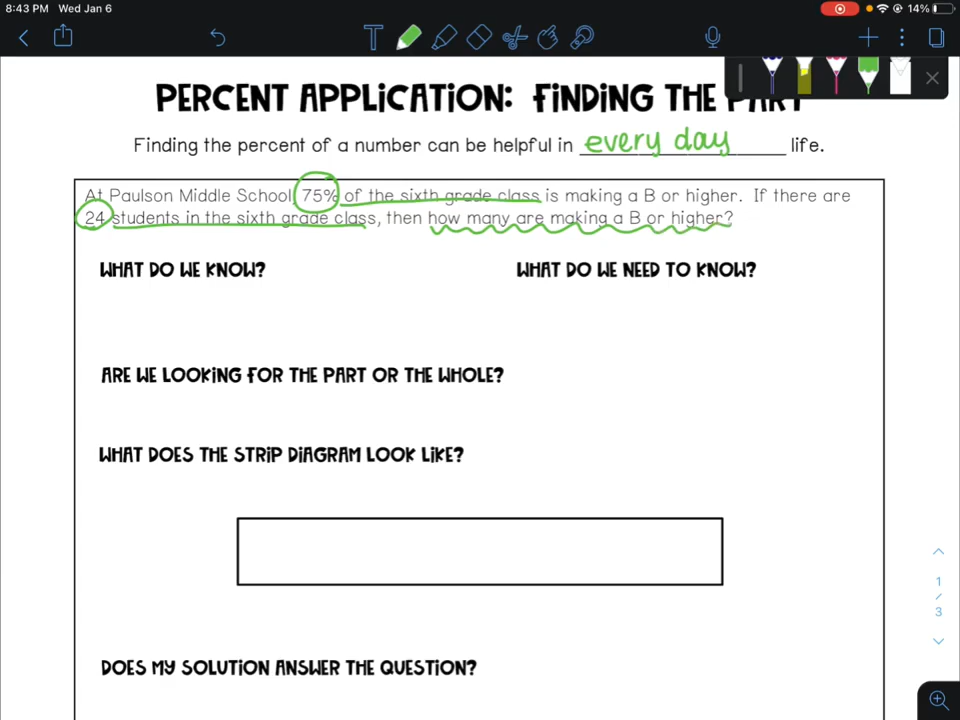 8:43 PM Wed Jan 6
14%
PERCENT APPLICATION: FINDING THE PART
Finding the percent of a number can be helpful in every day life.
At Paulson Middle School, 75% of the sixth grade class is making a B or higher. If there are
24 students in the sixth grade class, then how many are making a B or higher?
WHAT DO WE KNOW?
WHAT DO WE NEED TO KNOW?
ARE WE LOOKING FOR THE PART OR THE WHOLE?
WHAT DOES THE STRIP DIAGRAM LOOK LIKE?
1
/
3
DOES MY SOLUTION ANSWER THE QUESTION?